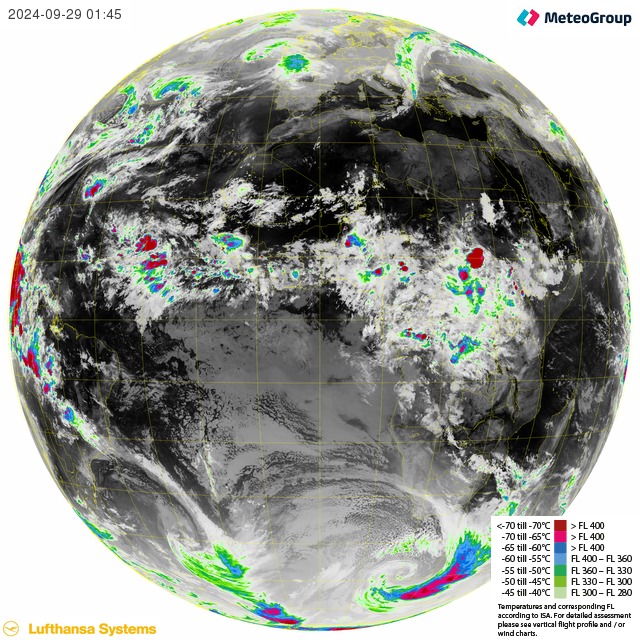 2024-09-29 01:45
MeteoGroup
<-70 till -70°C > FL 400
-70 till -65°C > FL 400
-65 till -60°C > FL 400
-60 till -55°C FL 400 – FL 360
-55 till -50°C FL 360 – FL 330
-50 till -45°C FL 330 – FL 300
-45 till -40°C FL 300 – FL 280
Temperatures and corresponding FL
according to ISA. For detailed assessment
please see vertical flight profile and / or
wind charts.
Lufthansa Systems